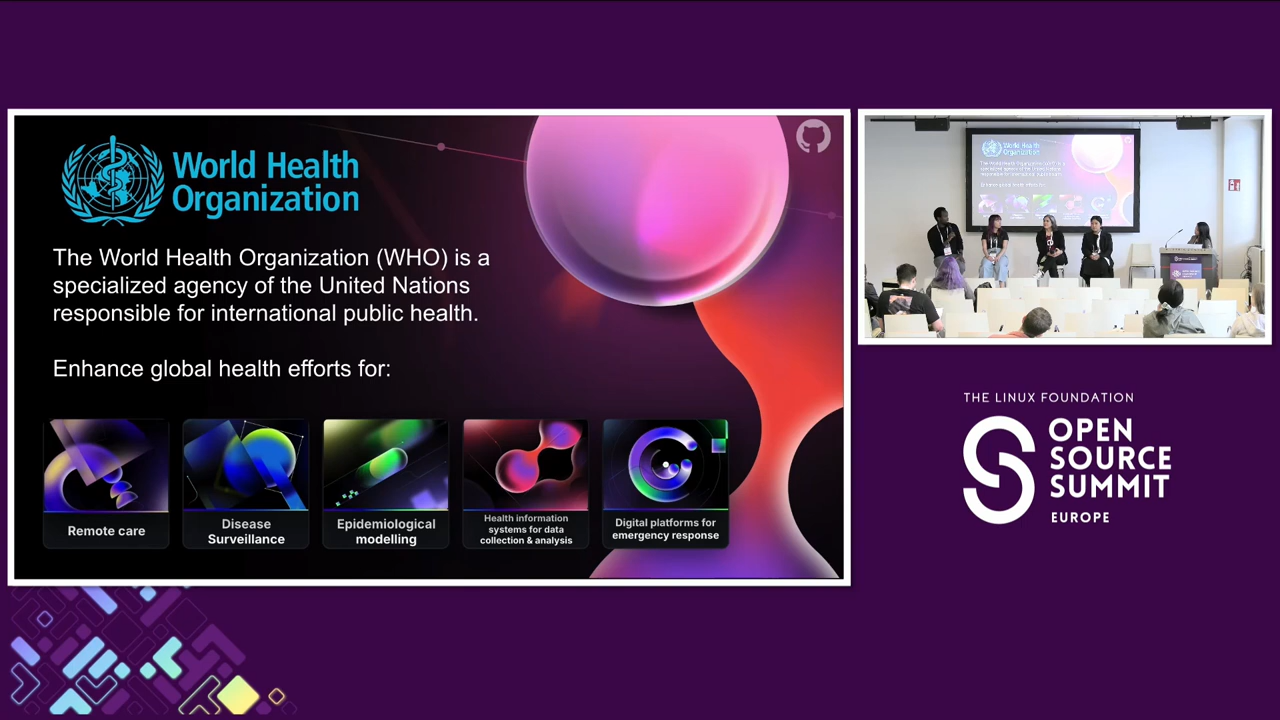 World Health
Organization
The World Health Organization (WHO) is a
specialized agency of the United Nations
responsible for international public health.
Enhance global health efforts for:
Remote care
Disease
Surveillance
Epidemiological
modelling
Health information
systems for data
collection & analysis
Digital platforms for
emergency response
THE LINUX FOUNDATION
OPEN
SOURCE
SUMMIT
EUROPE